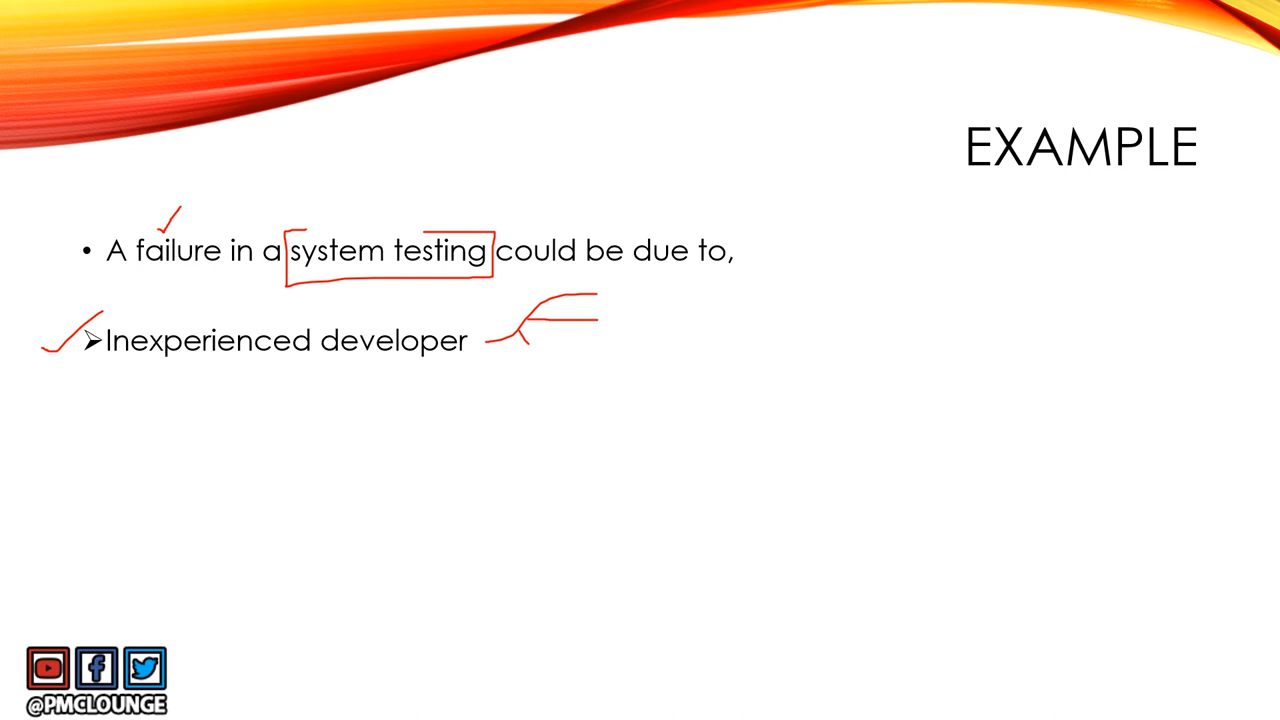 EXAMPLE
• A failure in a system testing could be due to,
➢Inexperienced developer
@PMCLOUNGE